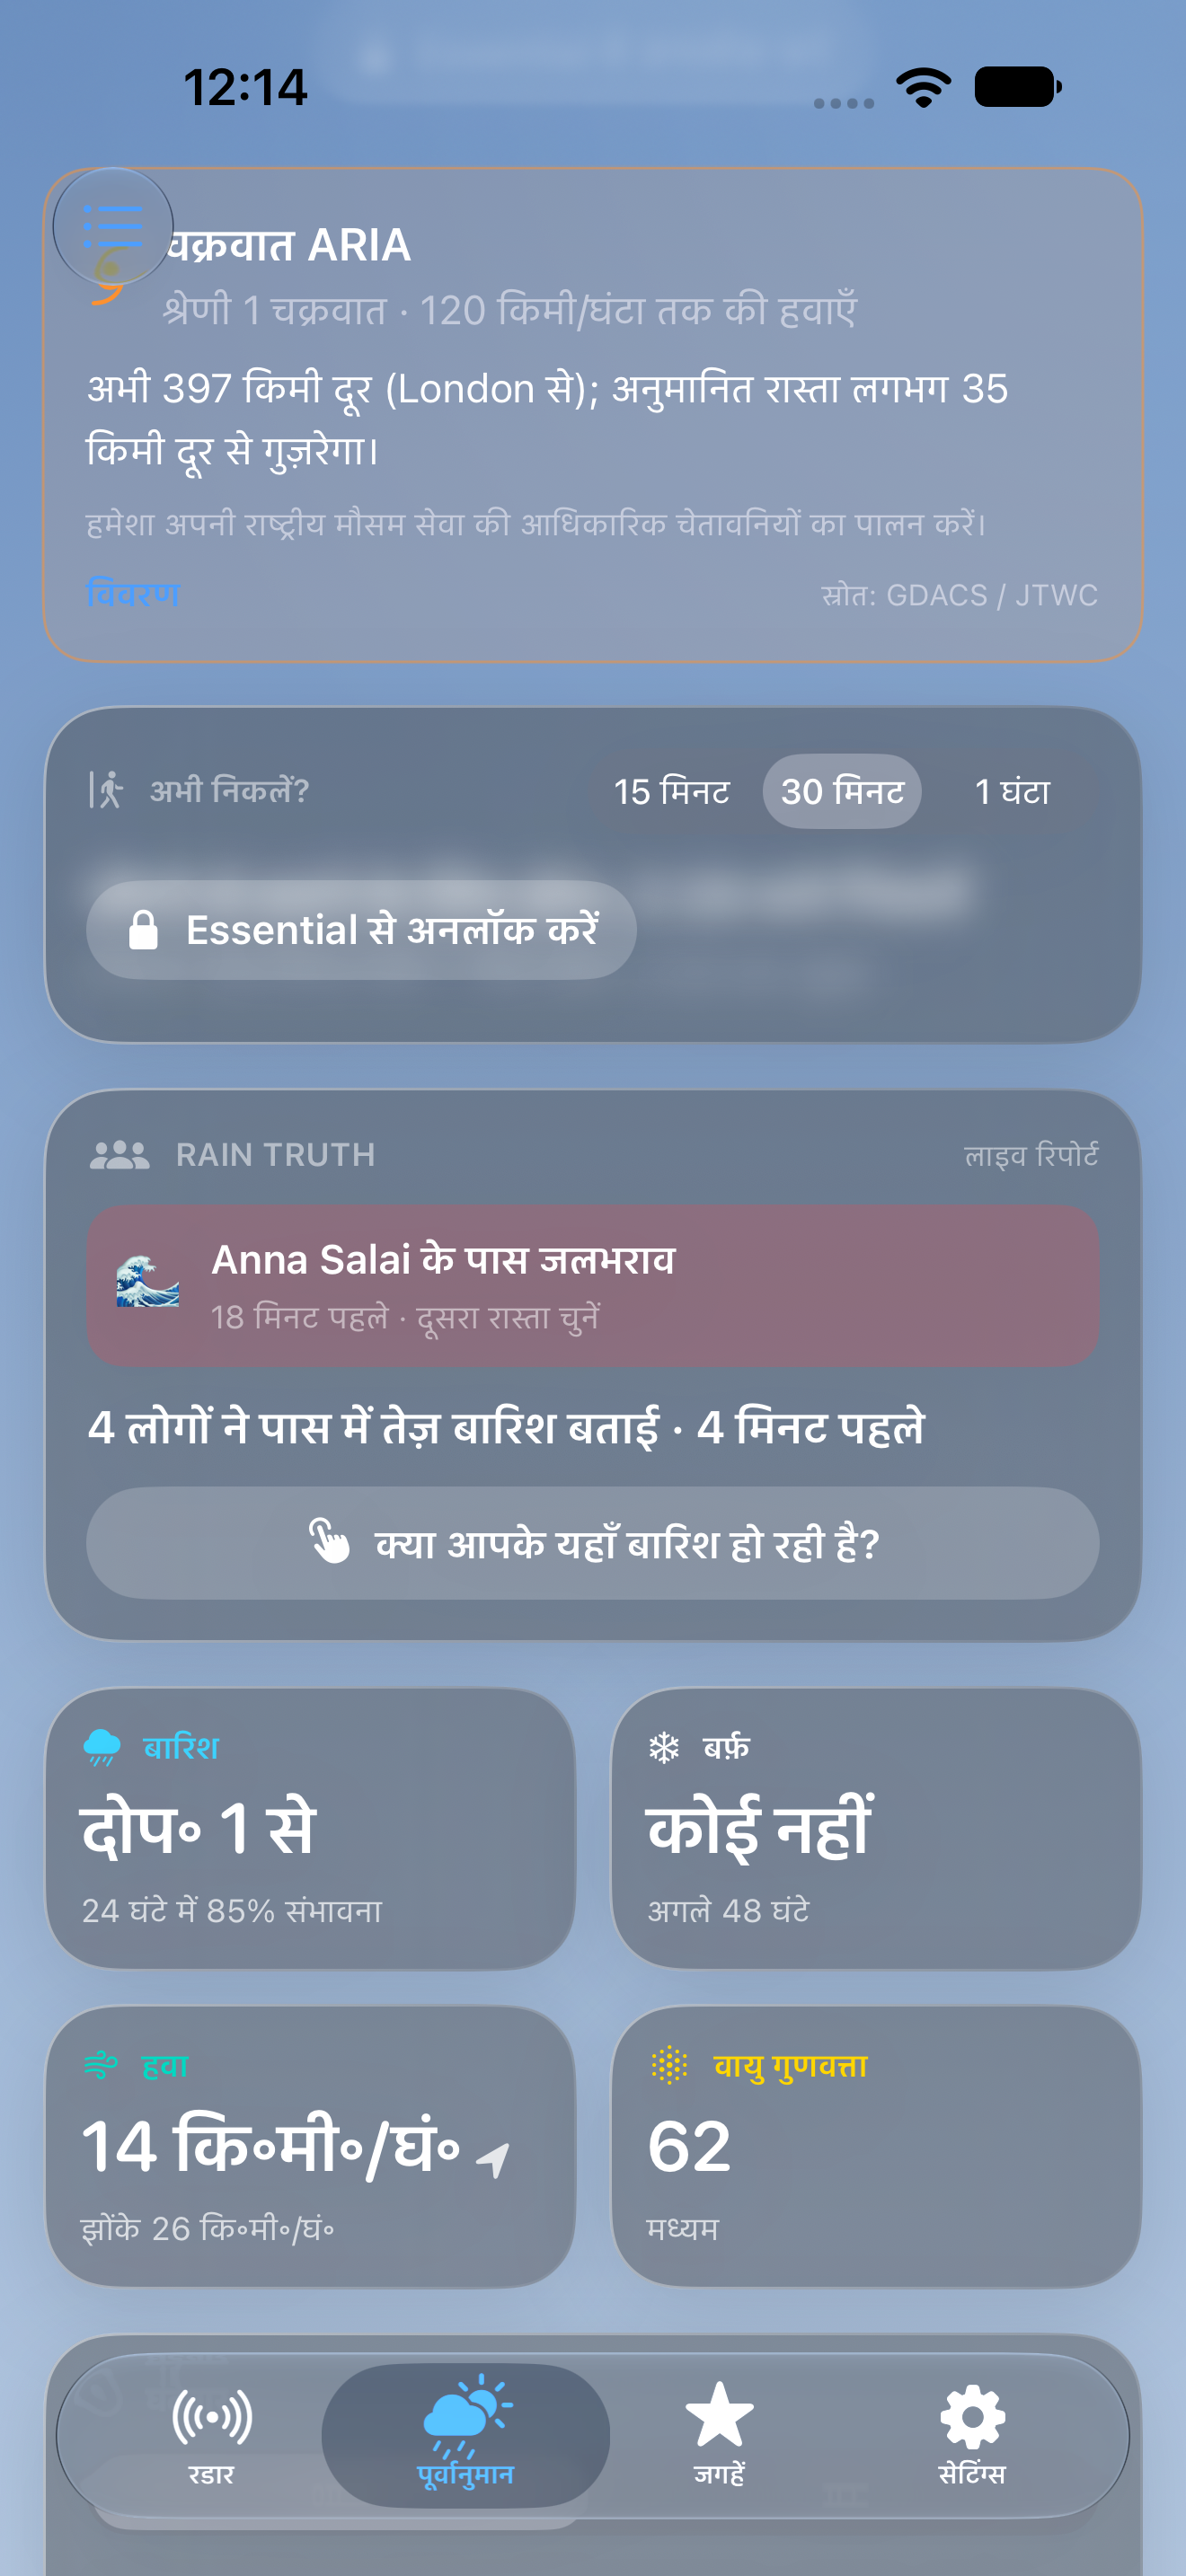 12:14
चक्रवात ARIA
श्रेणी 1 चक्रवात · 120 किमी/घंटा तक की हवाएँ
अभी 397 किमी दूर (London से); अनुमानित रास्ता लगभग 35
किमी दूर से गुज़रेगा।
हमेशा अपनी राष्ट्रीय मौसम सेवा की आधिकारिक चेतावनियों का पालन करें।
विवरण
स्रोत: GDACS / JTWC
अभी निकलें?
15 मिनट
30 मिनट
1 घंटा
Essential से अनलॉक करें
RAIN TRUTH
लाइव रिपोर्ट
Anna Salai के पास जलभराव
18 मिनट पहले · दूसरा रास्ता चुनें
4 लोगों ने पास में तेज़ बारिश बताई · 4 मिनट पहले
क्या आपके यहाँ बारिश हो रही है?
बारिश
दोप॰ 1 से
24 घंटे में 85% संभावना
बर्फ़
कोई नहीं
अगले 48 घंटे
हवा
14 कि॰मी॰/घं॰
झोंके 26 कि॰मी॰/घं॰
वायु गुणवत्ता
62
मध्यम
रडार
पूर्वानुमान
जगहें
सेटिंग्स